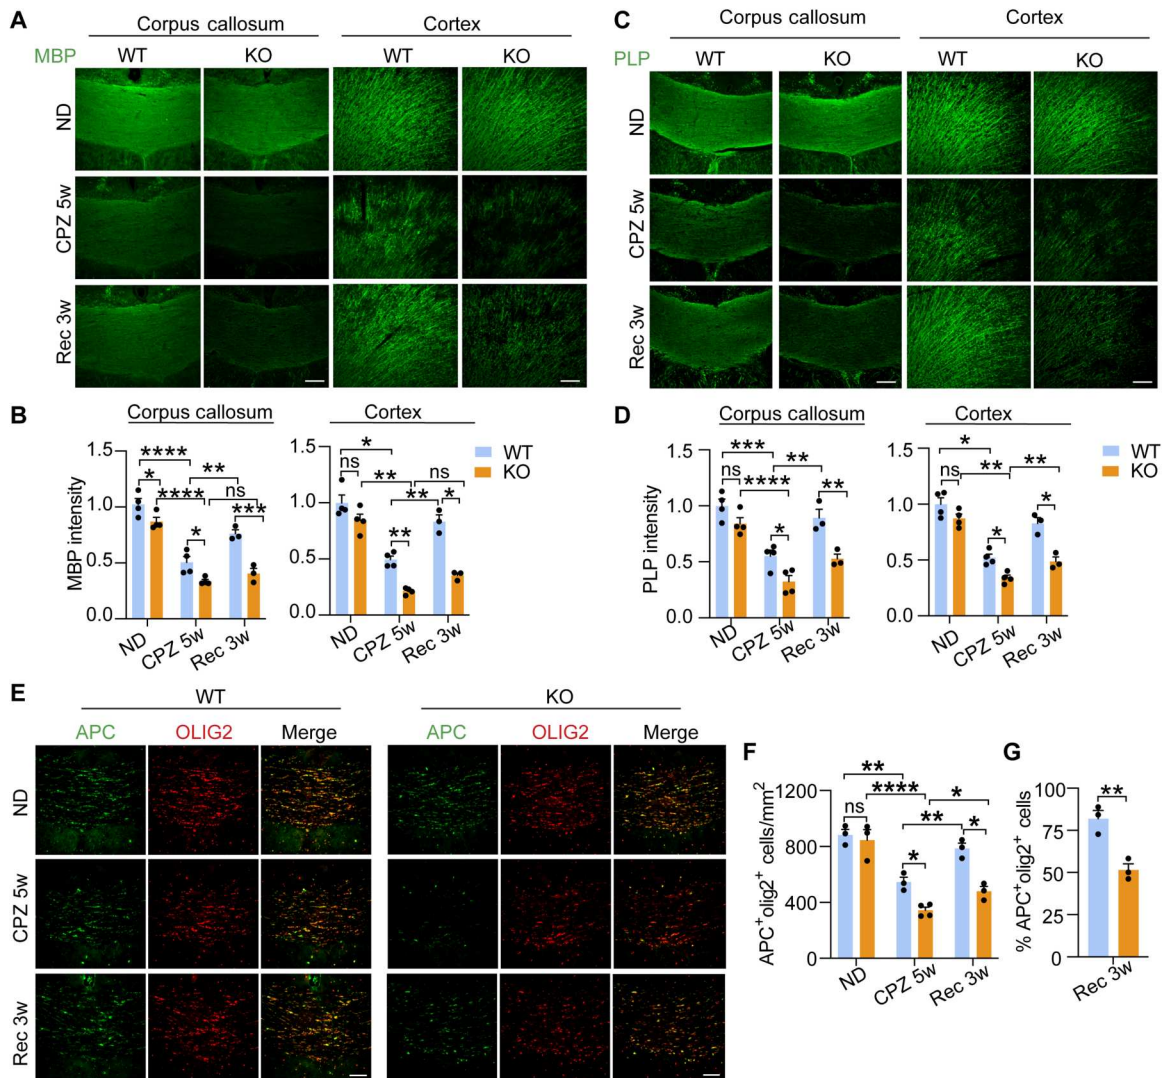 A
Corpus callosum Cortex
MBP WT KO WT KO
ND
CPZ 5w
Rec 3w
C
Corpus callosum Cortex
PLP WT KO WT KO
ND
CPZ 5w
Rec 3w
B
Corpus callosum Cortex
MBP intensity
1.5
1.0
0.5
0.0
**** ** * **** ns * ***
ND CPZ 5w Rec 3w
1.5
1.0
0.5
0.0
* ns ** ns ** * **
ND CPZ 5w Rec 3w
WT
KO
D
Corpus callosum Cortex
PLP intensity
1.5
1.0
0.5
0.0
*** ** ns **** ** *
ND CPZ 5w Rec 3w
1.5
1.0
0.5
0.0
* ns ** ** * *
ND CPZ 5w Rec 3w
WT
KO
E
WT KO
APC OLIG2 Merge APC OLIG2 Merge
ND
CPZ 5w
Rec 3w
F
APC+olig2+ cells/mm2
1200
800
400
0
** **** * ns ** * *
ND CPZ 5w Rec 3w
G
% APC+olig2+ cells
100
75
50
25
0
**
Rec 3w